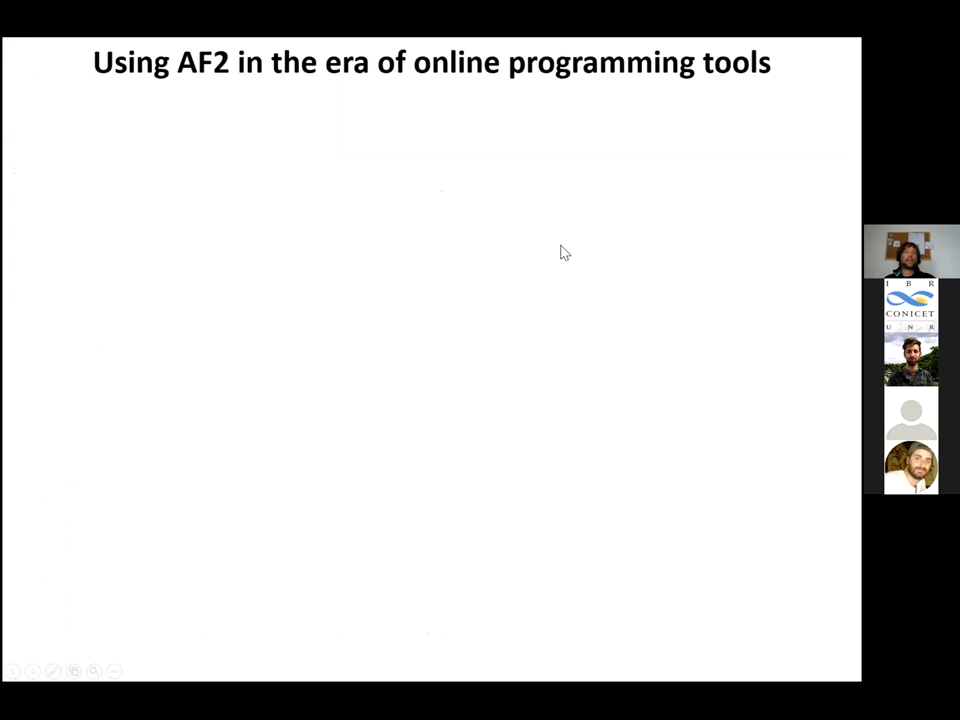 Using AF2 in the era of online programming tools
I B R
CONICET
U N R